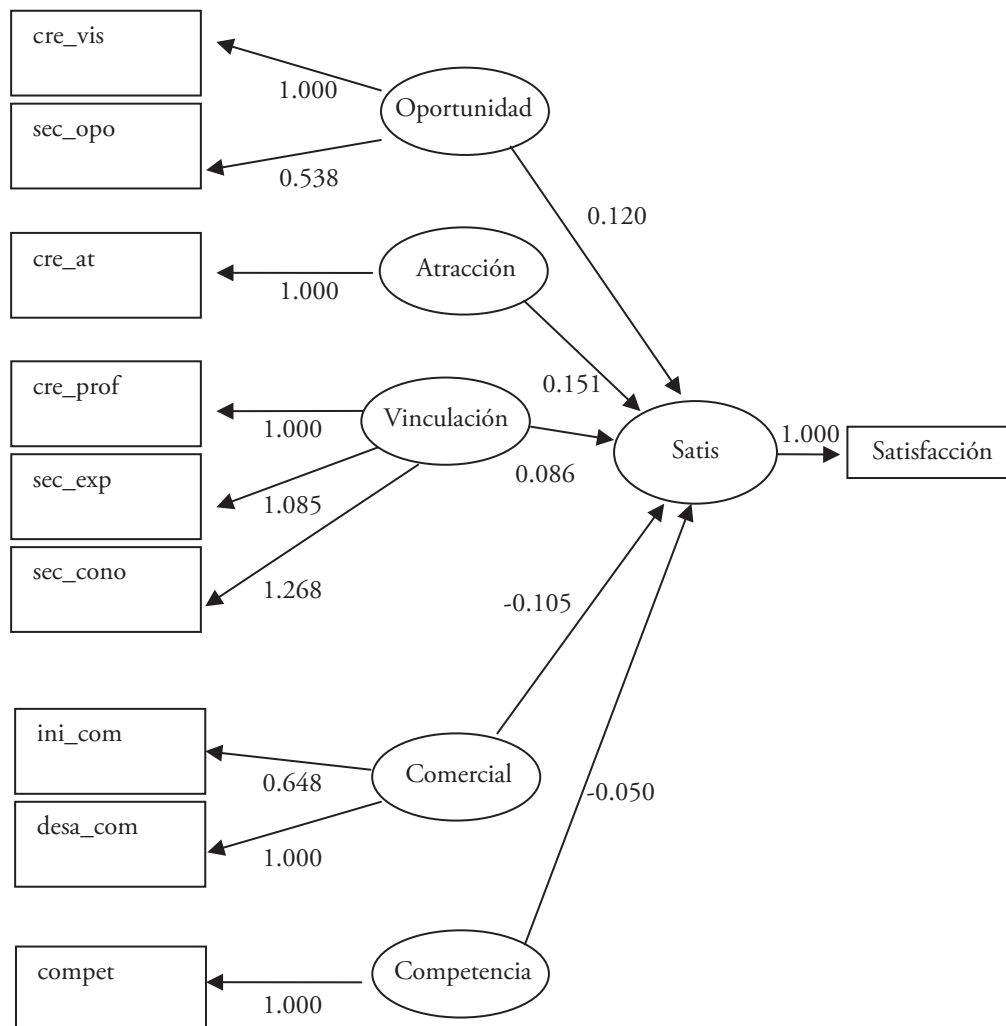 cre_vis
1.000
Oportunidad
sec_opo
0.538
0.120
cre_at
Atracción
1.000
0.151
cre_prof
Vinculación
1.000
0.086
Satis
1.000
Satisfacción
sec_exp
1.085
sec_cono
1.268
-0.105
ini_com
0.648
Comercial
-0.050
desa_com
1.000
compet
Competencia
1.000